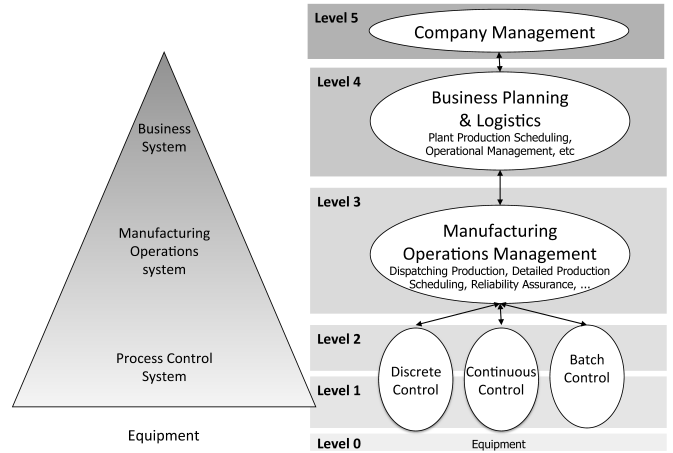 Business
System
Manufacturing
Operations
system
Process Control
System
Equipment
Level 5
Company Management
Level 4
Business Planning
& Logistics
Plant Production Scheduling,
Operational Management, etc
Level 3
Manufacturing
Operations Management
Dispatching Production, Detailed Production
Scheduling, Reliability Assurance, ...
Level 2
Discrete
Control
Continuous
Control
Batch
Control
Level 1
Level 0
Equipment